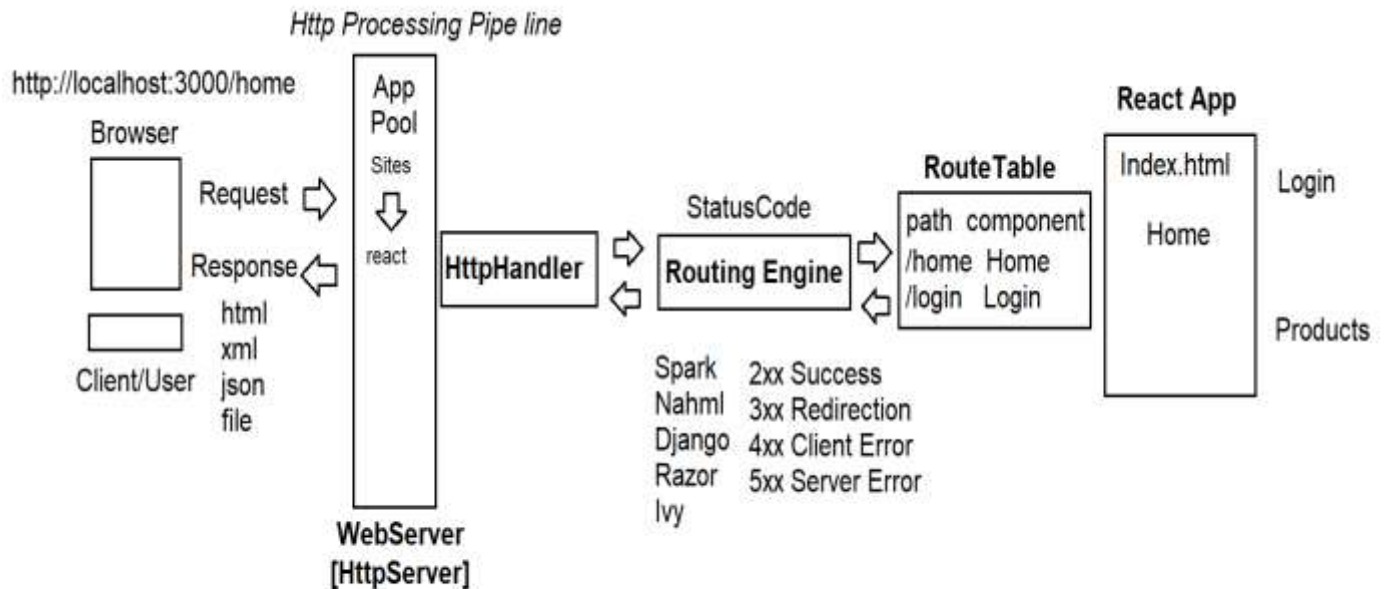 Http Processing Pipe line
http://localhost:3000/home
Browser
Request
Response
html
xml
json
file
Client/User
App
Pool
Sites
react
WebServer
[HttpServer]
HttpHandler
StatusCode
Routing Engine
Spark
Nahml
Django
Razor
Ivy
2xx Success
3xx Redirection
4xx Client Error
5xx Server Error
RouteTable
path component
/home Home
/login Login
React App
Index.html
Home
Login
Products